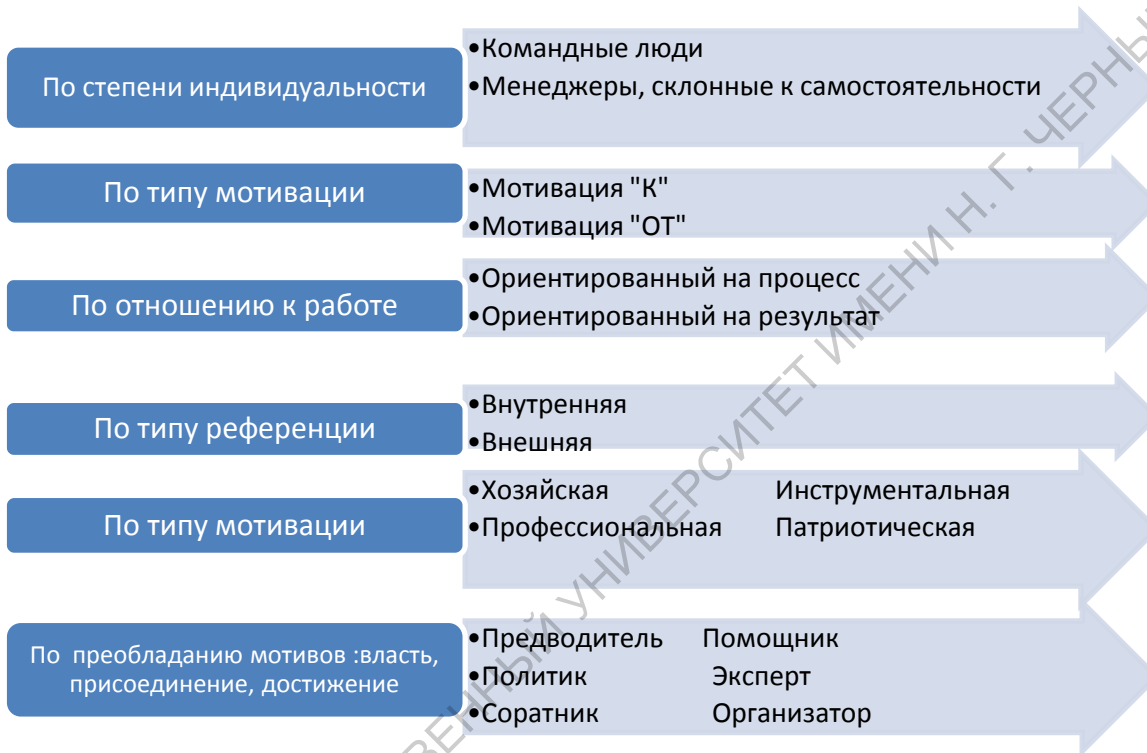 По степени индивидуальности
•Командные люди
•Менеджеры, склонные к самостоятельности
По типу мотивации
•Мотивация "К"
•Мотивация "ОТ"
По отношению к работе
•Ориентированный на процесс
•Ориентированный на результат
По типу референции
•Внутренняя
•Внешняя
По типу мотивации
•Хозяйская Инструментальная
•Профессиональная Патриотическая
По преобладанию мотивов :власть,
присоединение, достижение
•Предводитель Помощник
•Политик Эксперт
•Соратник Организатор
УНИВЕРСИТЕТ ИМЕНИ Н. Г.